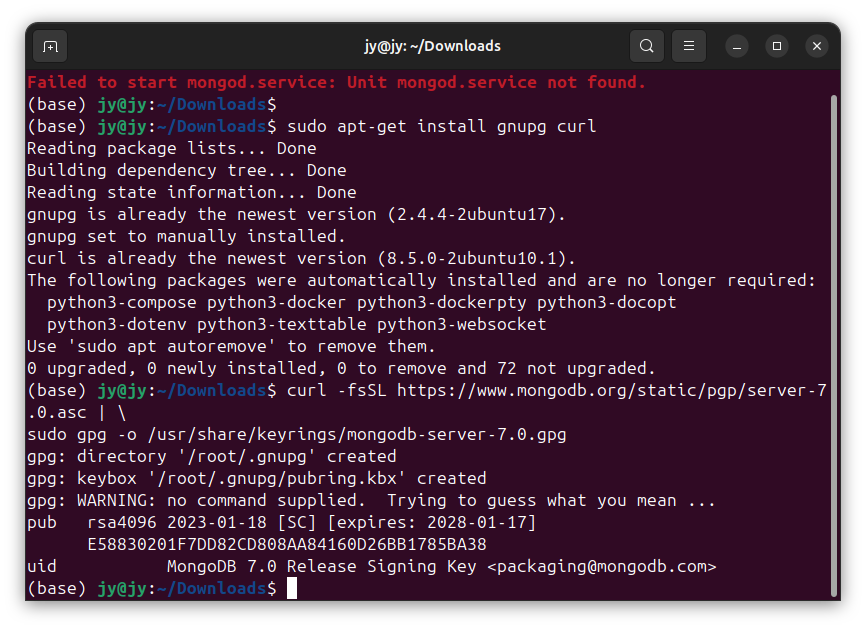 jy@jy: ~/Downloads
Failed to start mongod.service: Unit mongod.service not found.
(base) jy@jy:~/Downloads$
(base) jy@jy:~/Downloads$ sudo apt-get install gnupg curl
Reading package lists... Done
Building dependency tree... Done
Reading state information... Done
gnupg is already the newest version (2.4.4-2ubuntu17).
gnupg set to manually installed.
curl is already the newest version (8.5.0-2ubuntu10.1).
The following packages were automatically installed and are no longer required:
  python3-compose python3-docker python3-dockerpty python3-docopt
  python3-dotenv python3-texttable python3-websocket
Use 'sudo apt autoremove' to remove them.
0 upgraded, 0 newly installed, 0 to remove and 72 not upgraded.
(base) jy@jy:~/Downloads$ curl -fsSL https://www.mongodb.org/static/pgp/server-7
.0.asc | \
sudo gpg -o /usr/share/keyrings/mongodb-server-7.0.gpg
gpg: directory '/root/.gnupg' created
gpg: keybox '/root/.gnupg/pubring.kbx' created
gpg: WARNING: no command supplied.  Trying to guess what you mean ...
pub   rsa4096 2023-01-18 [SC] [expires: 2028-01-17]
      E58830201F7DD82CD808AA84160D26BB1785BA38
uid           MongoDB 7.0 Release Signing Key <packaging@mongodb.com>
(base) jy@jy:~/Downloads$